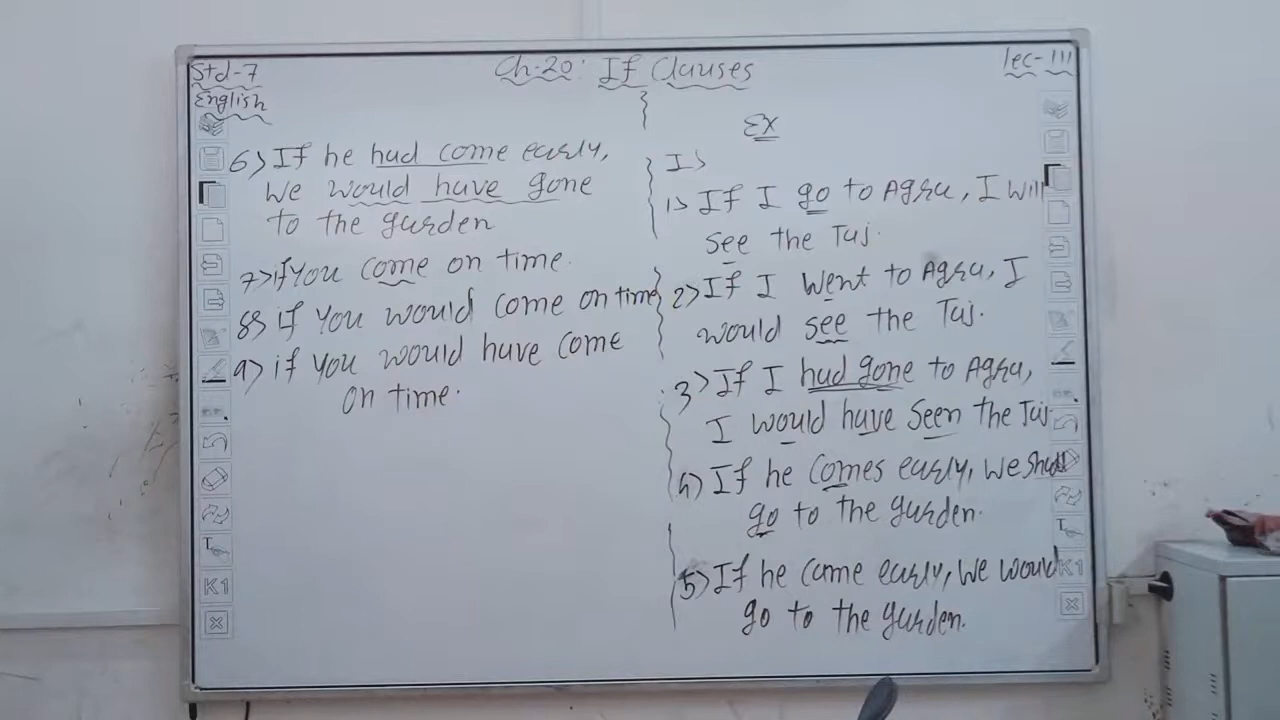 Std-7
English
Ch-20: If Clauses
lec-111
6) If he had come early,
we would have gone
to the garden
7) if you come on time.
8) if you would come on time
9) if you would have come
on time.
Ex
I)
1) If I go to Agra, I will
see the Taj.
2) If I went to Agra, I
would see the Taj.
3) If I had gone to Agra,
I would have seen the Taj.
4) If he comes early, we shall
go to the garden.
5) If he came early, we would
go to the garden.
T
K1
T
K1